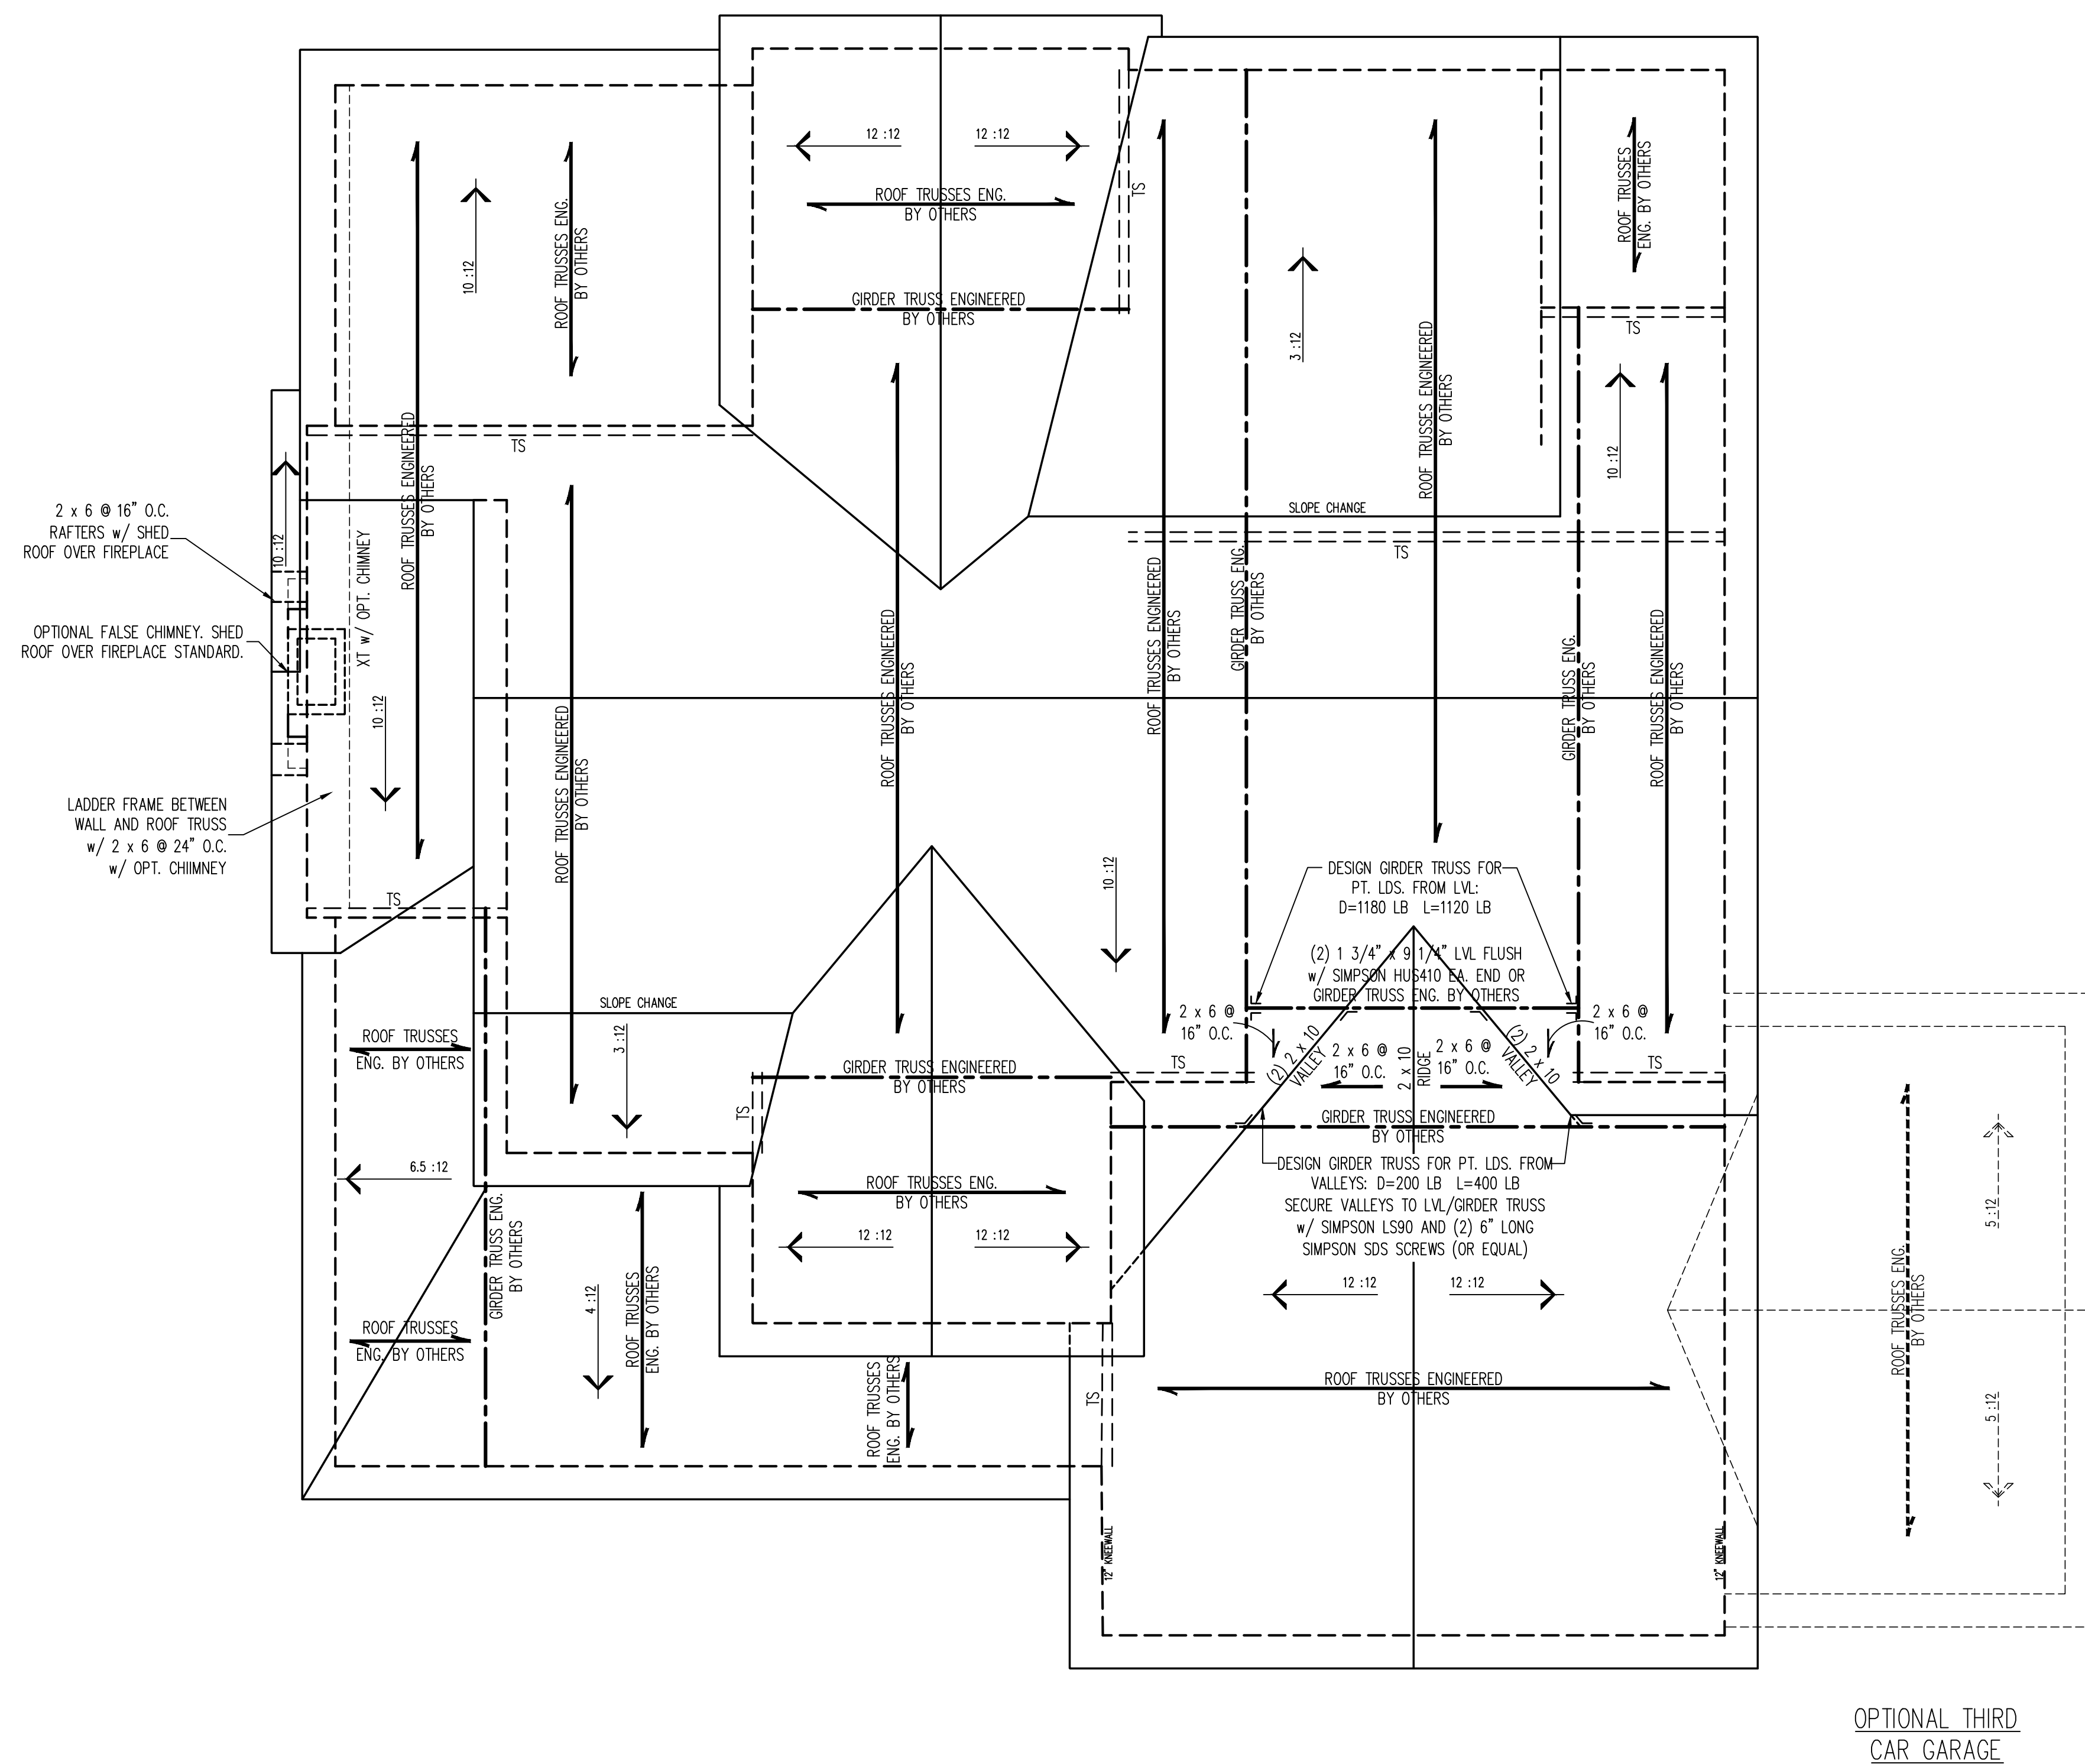 12 :12
12 :12
ROOF TRUSSES ENG.
BY OTHERS
TS
ROOF TRUSSES
ENG. BY OTHERS
ROOF TRUSSES ENG.
BY OTHERS
10 :12
GIRDER TRUSS ENGINEERED
BY OTHERS
3 :12
TS
ROOF TRUSSES ENGINEERED
BY OTHERS
10 :12
TS
ROOF TRUSSES ENGINEERED
BY OTHERS
10 :12
2 x 6 @ 16" O.C.
RAFTERS w/ SHED
ROOF OVER FIREPLACE
XT w/ OPT. CHIMNEY
SLOPE CHANGE
TS
OPTIONAL FALSE CHIMNEY. SHED
ROOF OVER FIREPLACE STANDARD.
10 :12
ROOF TRUSSES ENGINEERED
BY OTHERS
ROOF TRUSSES ENGINEERED
BY OTHERS
ROOF TRUSSES ENGINEERED
BY OTHERS
GIRDER TRUSS ENG.
BY OTHERS
GIRDER TRUSS ENG.
BY OTHERS
ROOF TRUSSES ENGINEERED
BY OTHERS
LADDER FRAME BETWEEN
WALL AND ROOF TRUSS
w/ 2 x 6 @ 24" O.C.
w/ OPT. CHIIMNEY
TS
10 :12
DESIGN GIRDER TRUSS FOR
PT. LDS. FROM LVL:
D=1180 LB L=1120 LB
(2) 1 3/4" x 9 1/4" LVL FLUSH
w/ SIMPSON HUS410 EA. END OR
GIRDER TRUSS ENG. BY OTHERS
SLOPE CHANGE
2 x 6 @
16" O.C.
2 x 6 @
16" O.C.
ROOF TRUSSES
ENG. BY OTHERS
3 :12
(2) 2 x 10
VALLEY
2 x 6 @
16" O.C.
2 x 10
RIDGE
2 x 6 @
16" O.C.
(2) 2 x 10
VALLEY
TS
TS
GIRDER TRUSS ENGINEERED
BY OTHERS
TS
GIRDER TRUSS ENGINEERED
BY OTHERS
6.5 :12
DESIGN GIRDER TRUSS FOR PT. LDS. FROM
VALLEYS: D=200 LB L=400 LB
SECURE VALLEYS TO LVL/GIRDER TRUSS
w/ SIMPSON LS90 AND (2) 6" LONG
SIMPSON SDS SCREWS (OR EQUAL)
ROOF TRUSSES ENG.
BY OTHERS
12 :12
12 :12
GIRDER TRUSS ENG.
BY OTHERS
5 :12
12 :12
12 :12
4 :12
ROOF TRUSSES
ENG. BY OTHERS
ROOF TRUSSES ENG.
BY OTHERS
ROOF TRUSSES
ENG. BY OTHERS
ROOF TRUSSES
ENG. BY OTHERS
TS
ROOF TRUSSES ENGINEERED
BY OTHERS
5 :12
12" KNEEWALL
12" KNEEWALL
OPTIONAL THIRD
CAR GARAGE